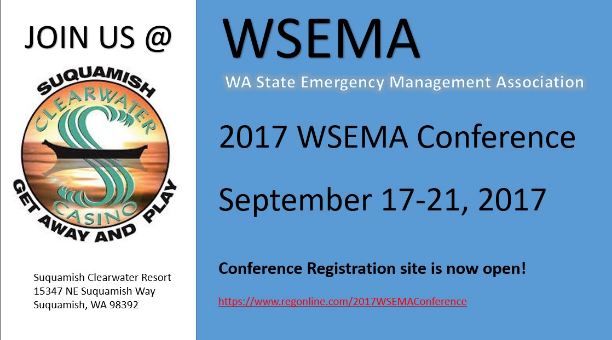 JOIN US @
SUQUAMISH
CLEARWATER
CASINO
GET AWAY AND PLAY
Suquamish Clearwater Resort
15347 NE Suquamish Way
Suquamish, WA 98392
WSEMA
WA State Emergency Management Association
2017 WSEMA Conference
September 17-21, 2017
Conference Registration site is now open!
https://www.regonline.com/2017WSEMAConference